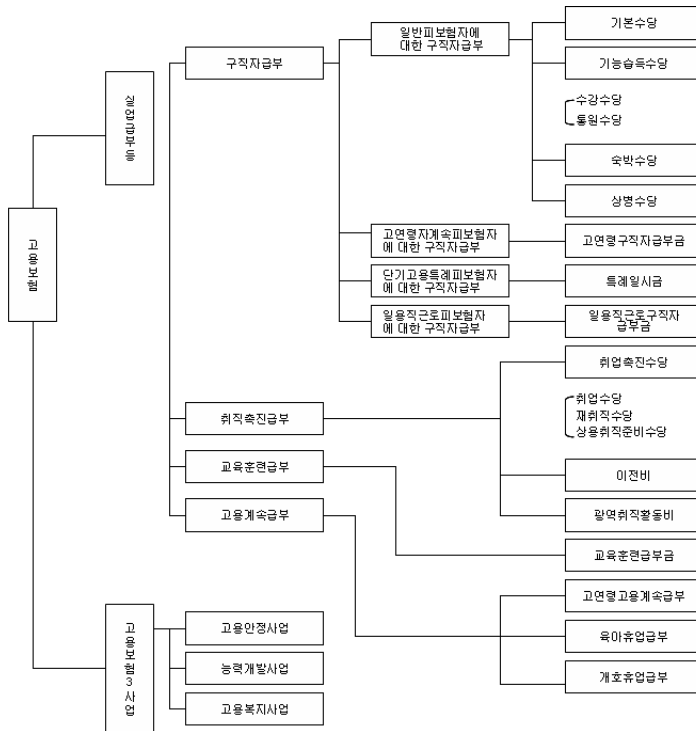 고용보험
실업급부등
구직자급부
일반피보험자에
대한 구직자급부
기본수당
기능습득수당
수강수당
통원수당
숙박수당
상병수당
고연령자계속피보험자
에 대한 구직자급부
고연령구직자급부금
단기고용특례피보험자
에 대한 구직자급부
특례일시금
일용직근로피보험자
에 대한 구직자급부
일용직근로구직자
급부금
취직촉진급부
취업촉진수당
취업수당
재취직수당
상용취직준비수당
이전비
광역취직활동비
교육훈련급부
교육훈련급부금
고용계속급부
고연령고용계속급부
육아휴업급부
개호휴업급부
고용보험3사업
고용안정사업
능력개발사업
고용복지사업